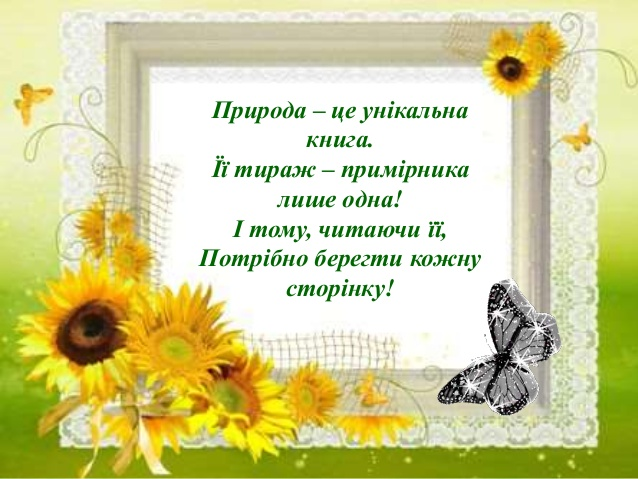 Природа – це унікальна
книга.
Її тираж – примірника
лише одна!
І тому, читаючи її,
Потрібно берегти кожну
сторінку!